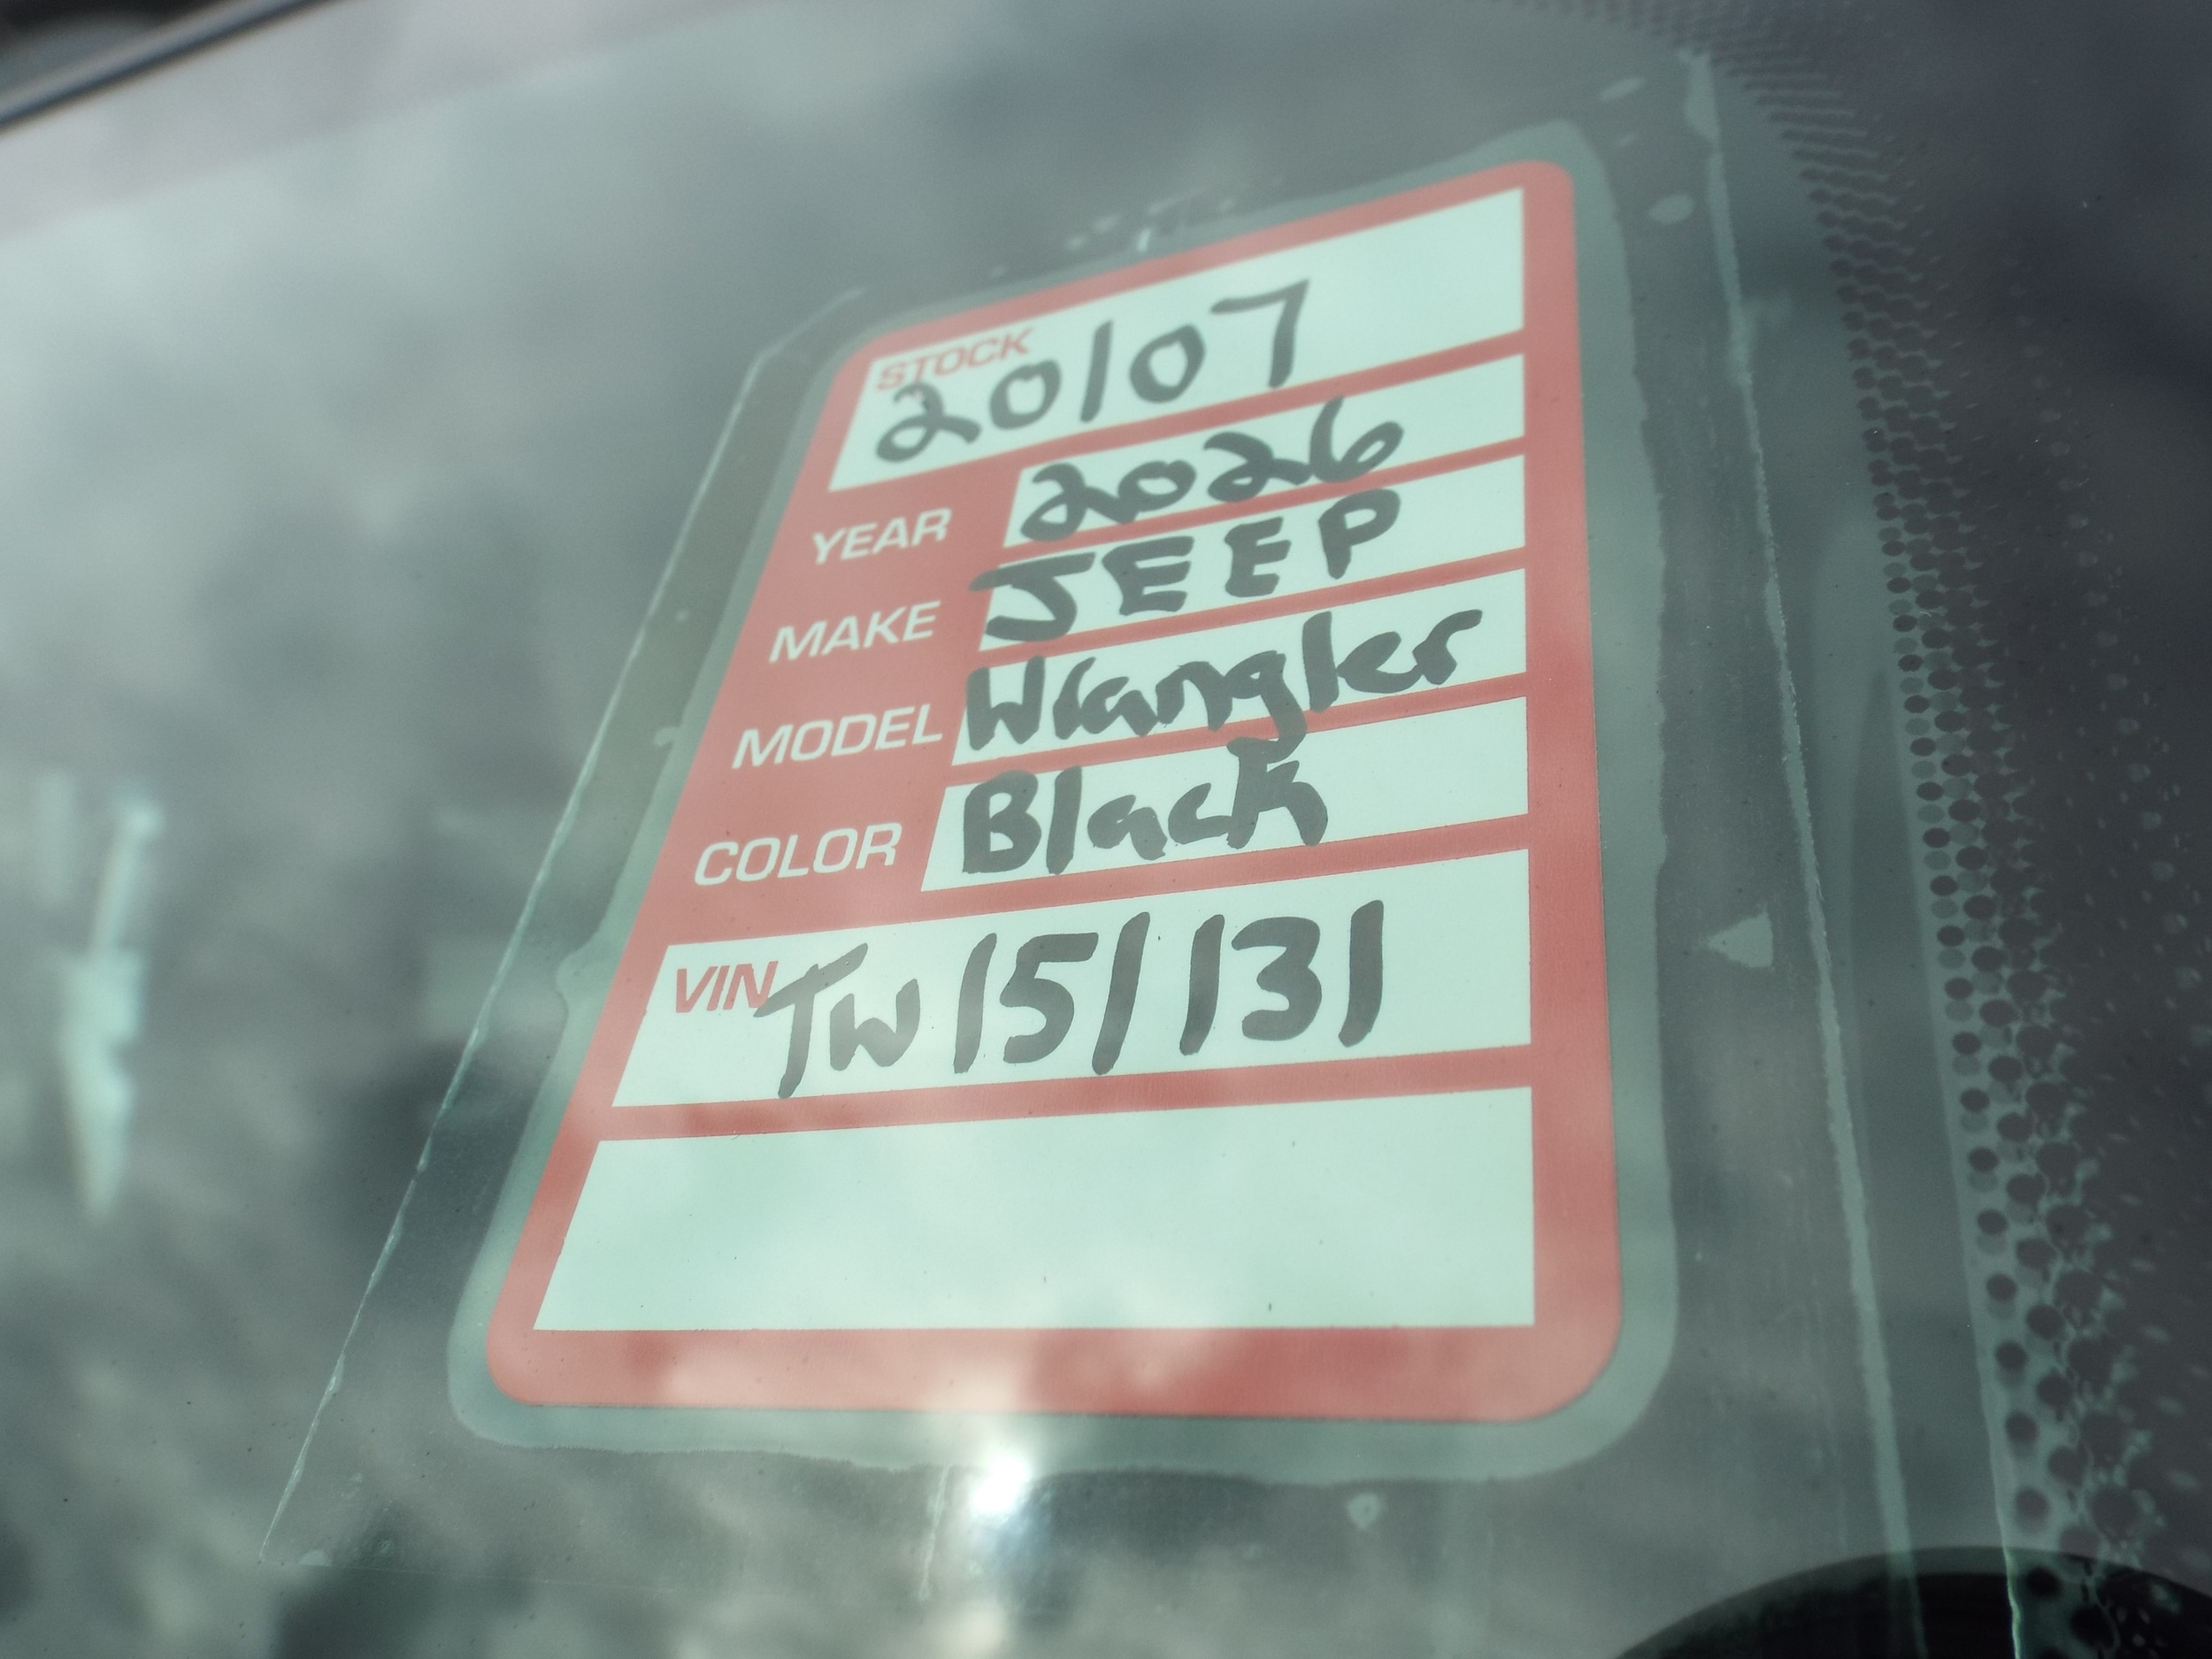 STOCK
20107
YEAR 2026
MAKE JEEP
MODEL Wrangler
COLOR Black
VIN TW151131